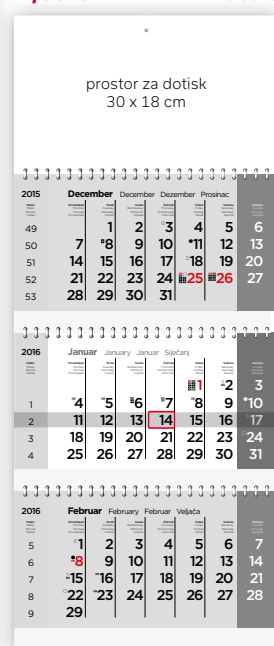 prostor za dotisk
30 x 18 cm
2015 December December Dezember Prosinac
49 1 2 3 4 5 6
50 7 8 9 10 11 12 13
51 14 15 16 17 18 19 20
52 21 22 23 24 25 26 27
53 28 29 30 31
2016 Januar January Januar Siječanj
1 2 3
1 4 5 6 7 8 9 10
2 11 12 13 14 15 16 17
3 18 19 20 21 22 23 24
4 25 26 27 28 29 30 31
2016 Februar February Februar Veljača
5 1 2 3 4 5 6 7
6 8 9 10 11 12 13 14
7 15 16 17 18 19 20 21
8 22 23 24 25 26 27 28
9 29